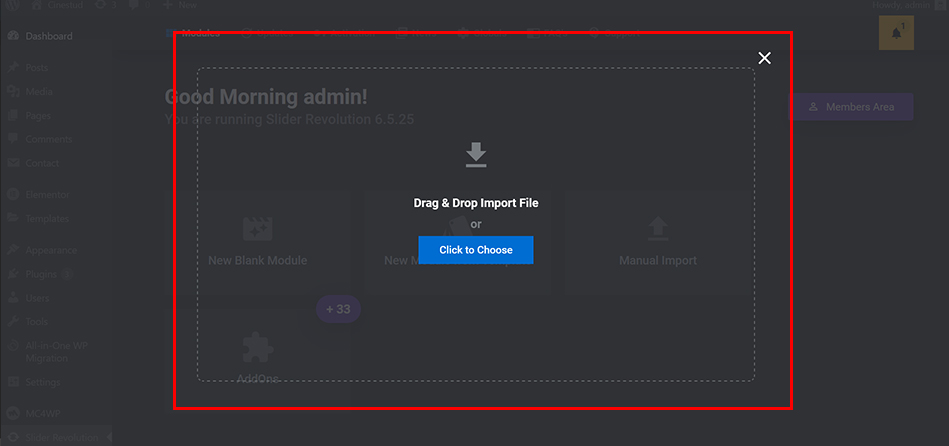 Howdy, admin
+ New
Dashboard
Posts
Media
Pages
Comments
Contact
Elementor
Templates
Appearance
Plugins
Users
Tools
All-in-One WP
Migration
Settings
MC4WP
Slider Revolution
Modules
1
Good Morning admin!
You are running Slider Revolution 6.5.25
Members Area
Drag & Drop Import File
or
Click to Choose
New Blank Module
Manual Import
+ 33
AddOns